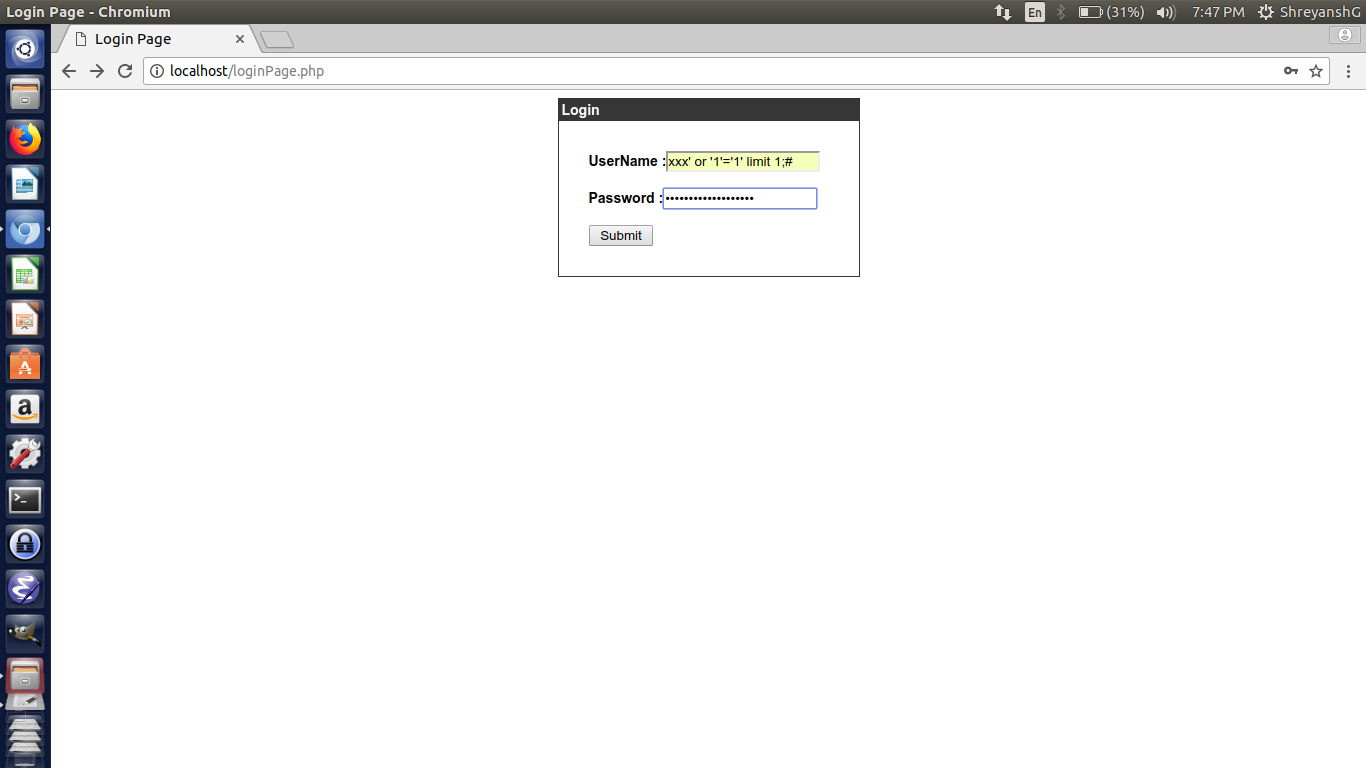 Login Page - Chromium
En (31%) 7:47 PM ShreyanshG
Login Page
localhost/loginPage.php
Login
UserName :xxx' or '1'='1' limit 1;#
Password :•••••••••••••••••••
Submit